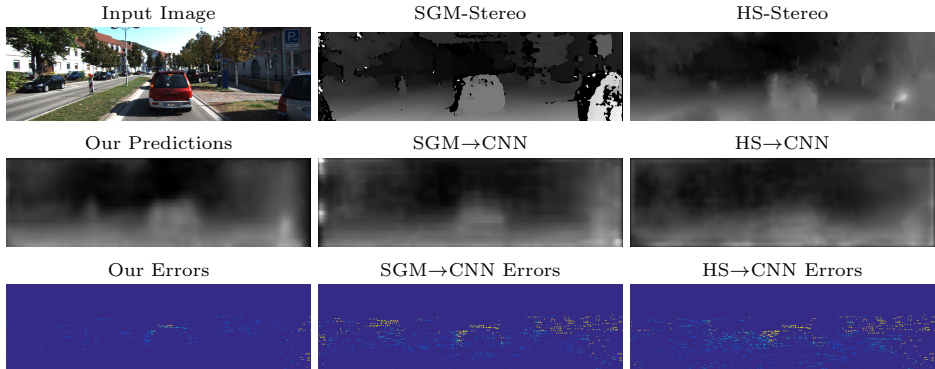 Input Image
SGM-Stereo
HS-Stereo
P
Our Predictions
SGM→CNN
HS→CNN
Our Errors
SGM→CNN Errors
HS→CNN Errors